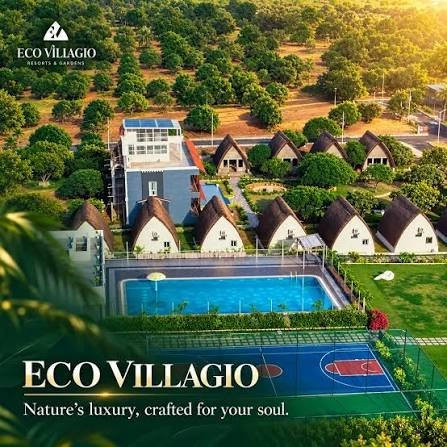 ECO VILLAGIO
RESORTS & GARDENS
ECO VILLAGIO
Nature's luxury, crafted for your soul.